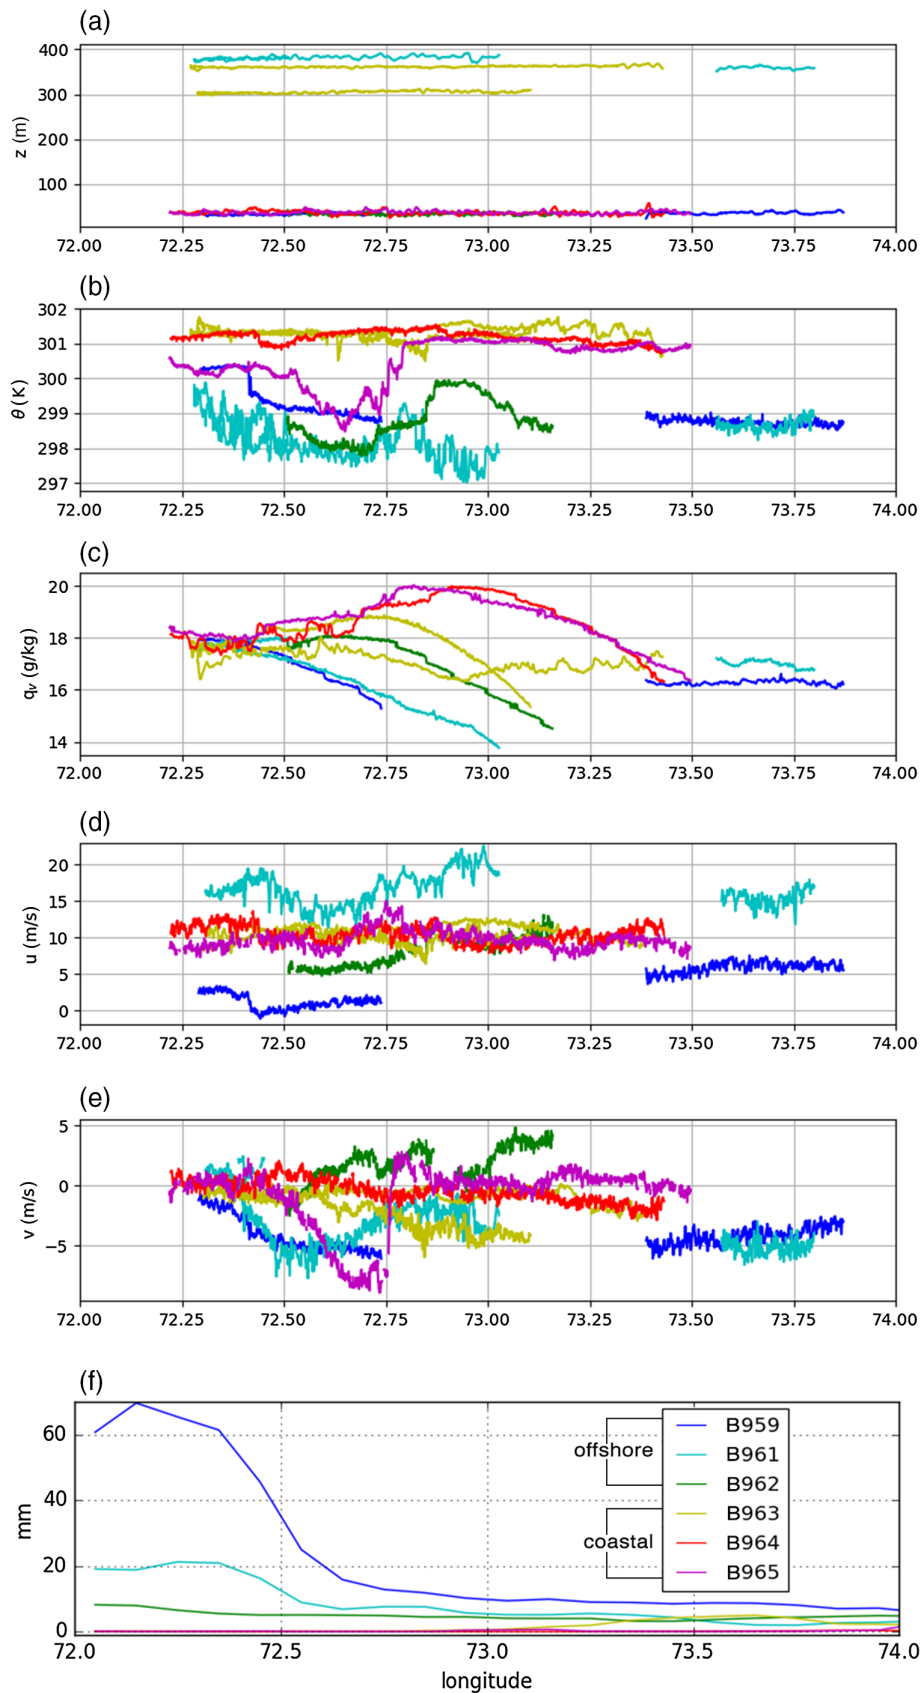 (a)
400
300
200
100
z (m)
72.00 72.25 72.50 72.75 73.00 73.25 73.50 73.75 74.00
(b)
302
301
300
299
298
297
θ (K)
72.00 72.25 72.50 72.75 73.00 73.25 73.50 73.75 74.00
(c)
20
18
16
14
qᵥ (g/kg)
72.00 72.25 72.50 72.75 73.00 73.25 73.50 73.75 74.00
(d)
20
15
10
5
0
u (m/s)
72.00 72.25 72.50 72.75 73.00 73.25 73.50 73.75 74.00
(e)
5
0
−5
v (m/s)
72.00 72.25 72.50 72.75 73.00 73.25 73.50 73.75 74.00
(f)
60
40
20
0
mm
offshore
coastal
B959
B961
B962
B963
B964
B965
72.0 72.5 73.0 73.5 74.0
longitude